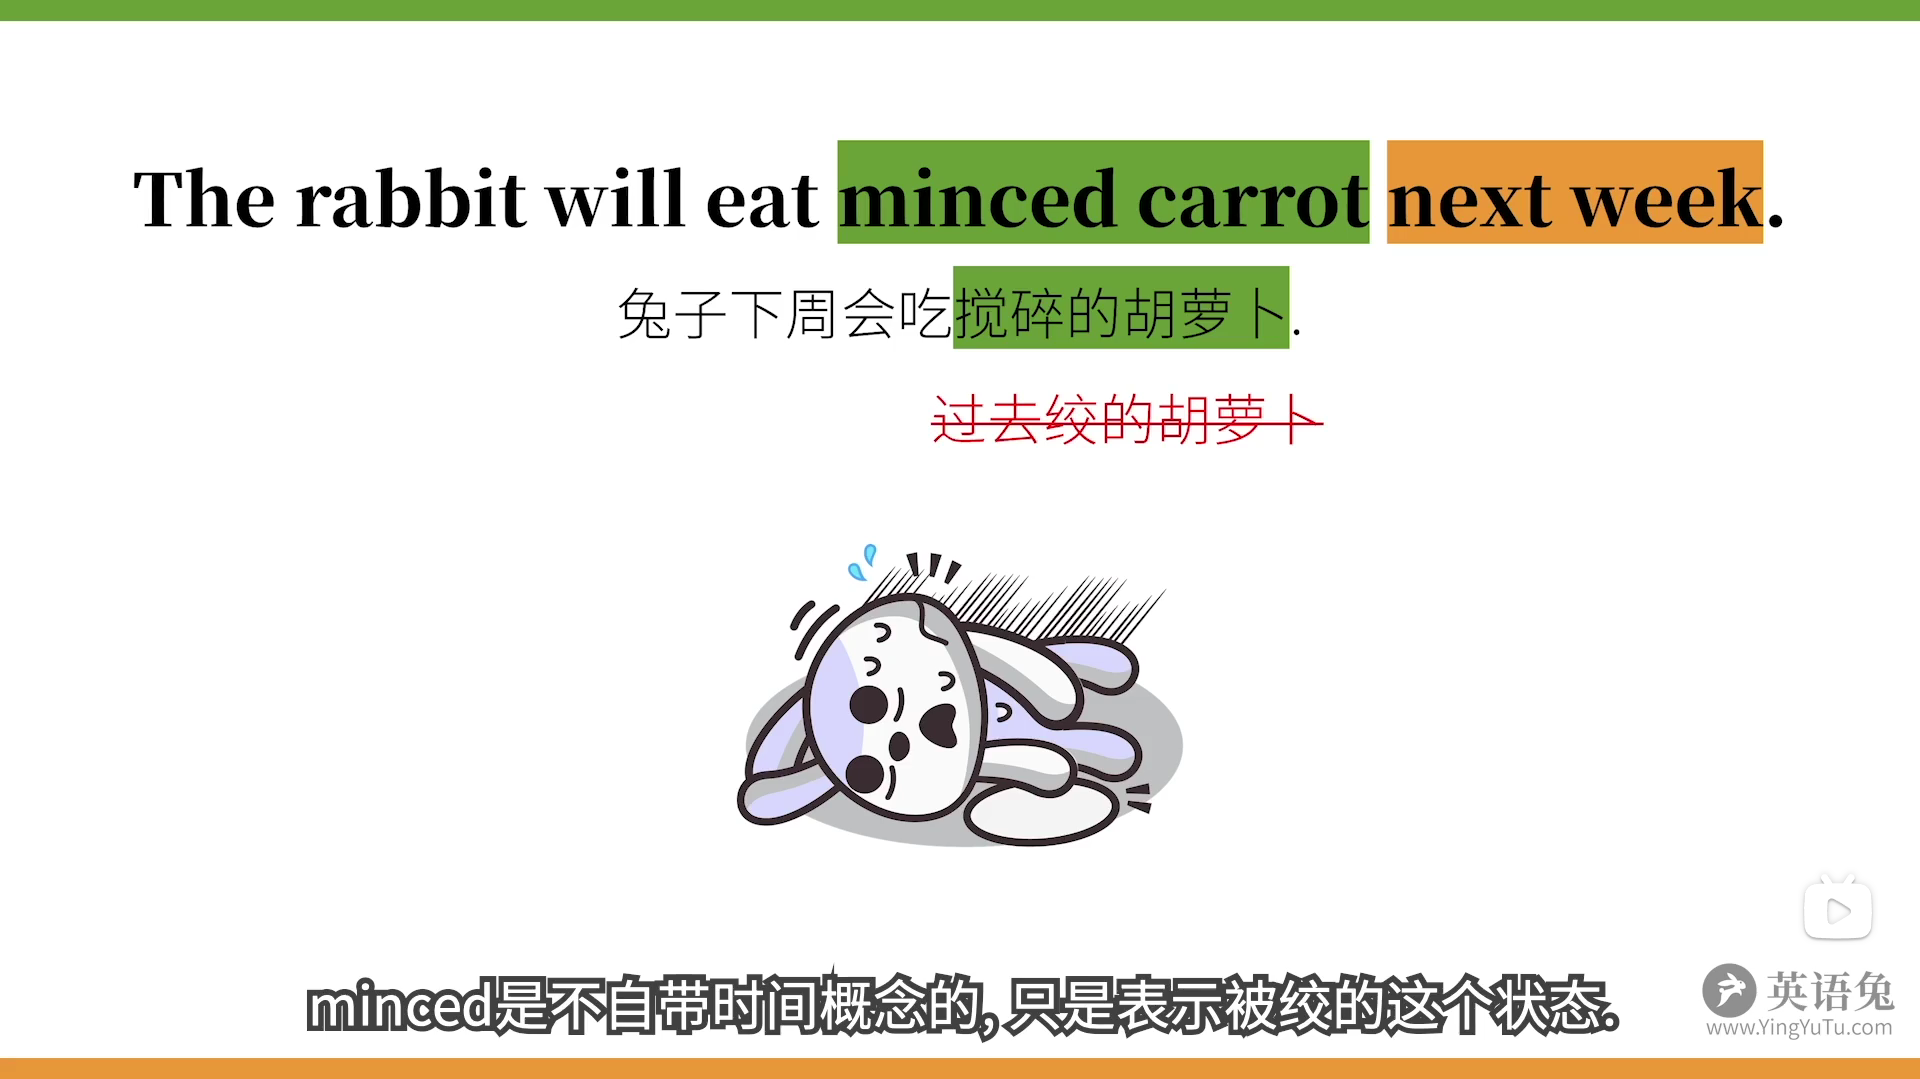 The rabbit will eat minced carrot next week.
兔子下周会吃搅碎的胡萝卜.
过去绞的胡萝卜
minced是不自带时间概念的, 只是表示被绞的这个状态.
英语兔
www.YingYuTu.com